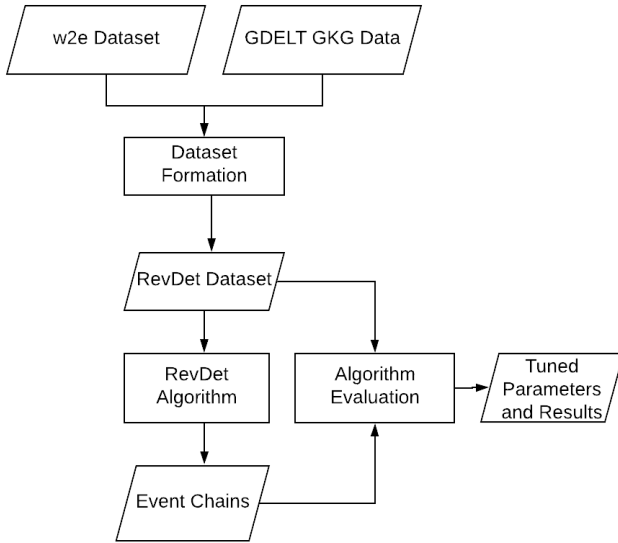 w2e Dataset
GDELT GKG Data
Dataset
Formation
RevDet Dataset
RevDet
Algorithm
Algorithm
Evaluation
Tuned
Parameters
and Results
Event Chains